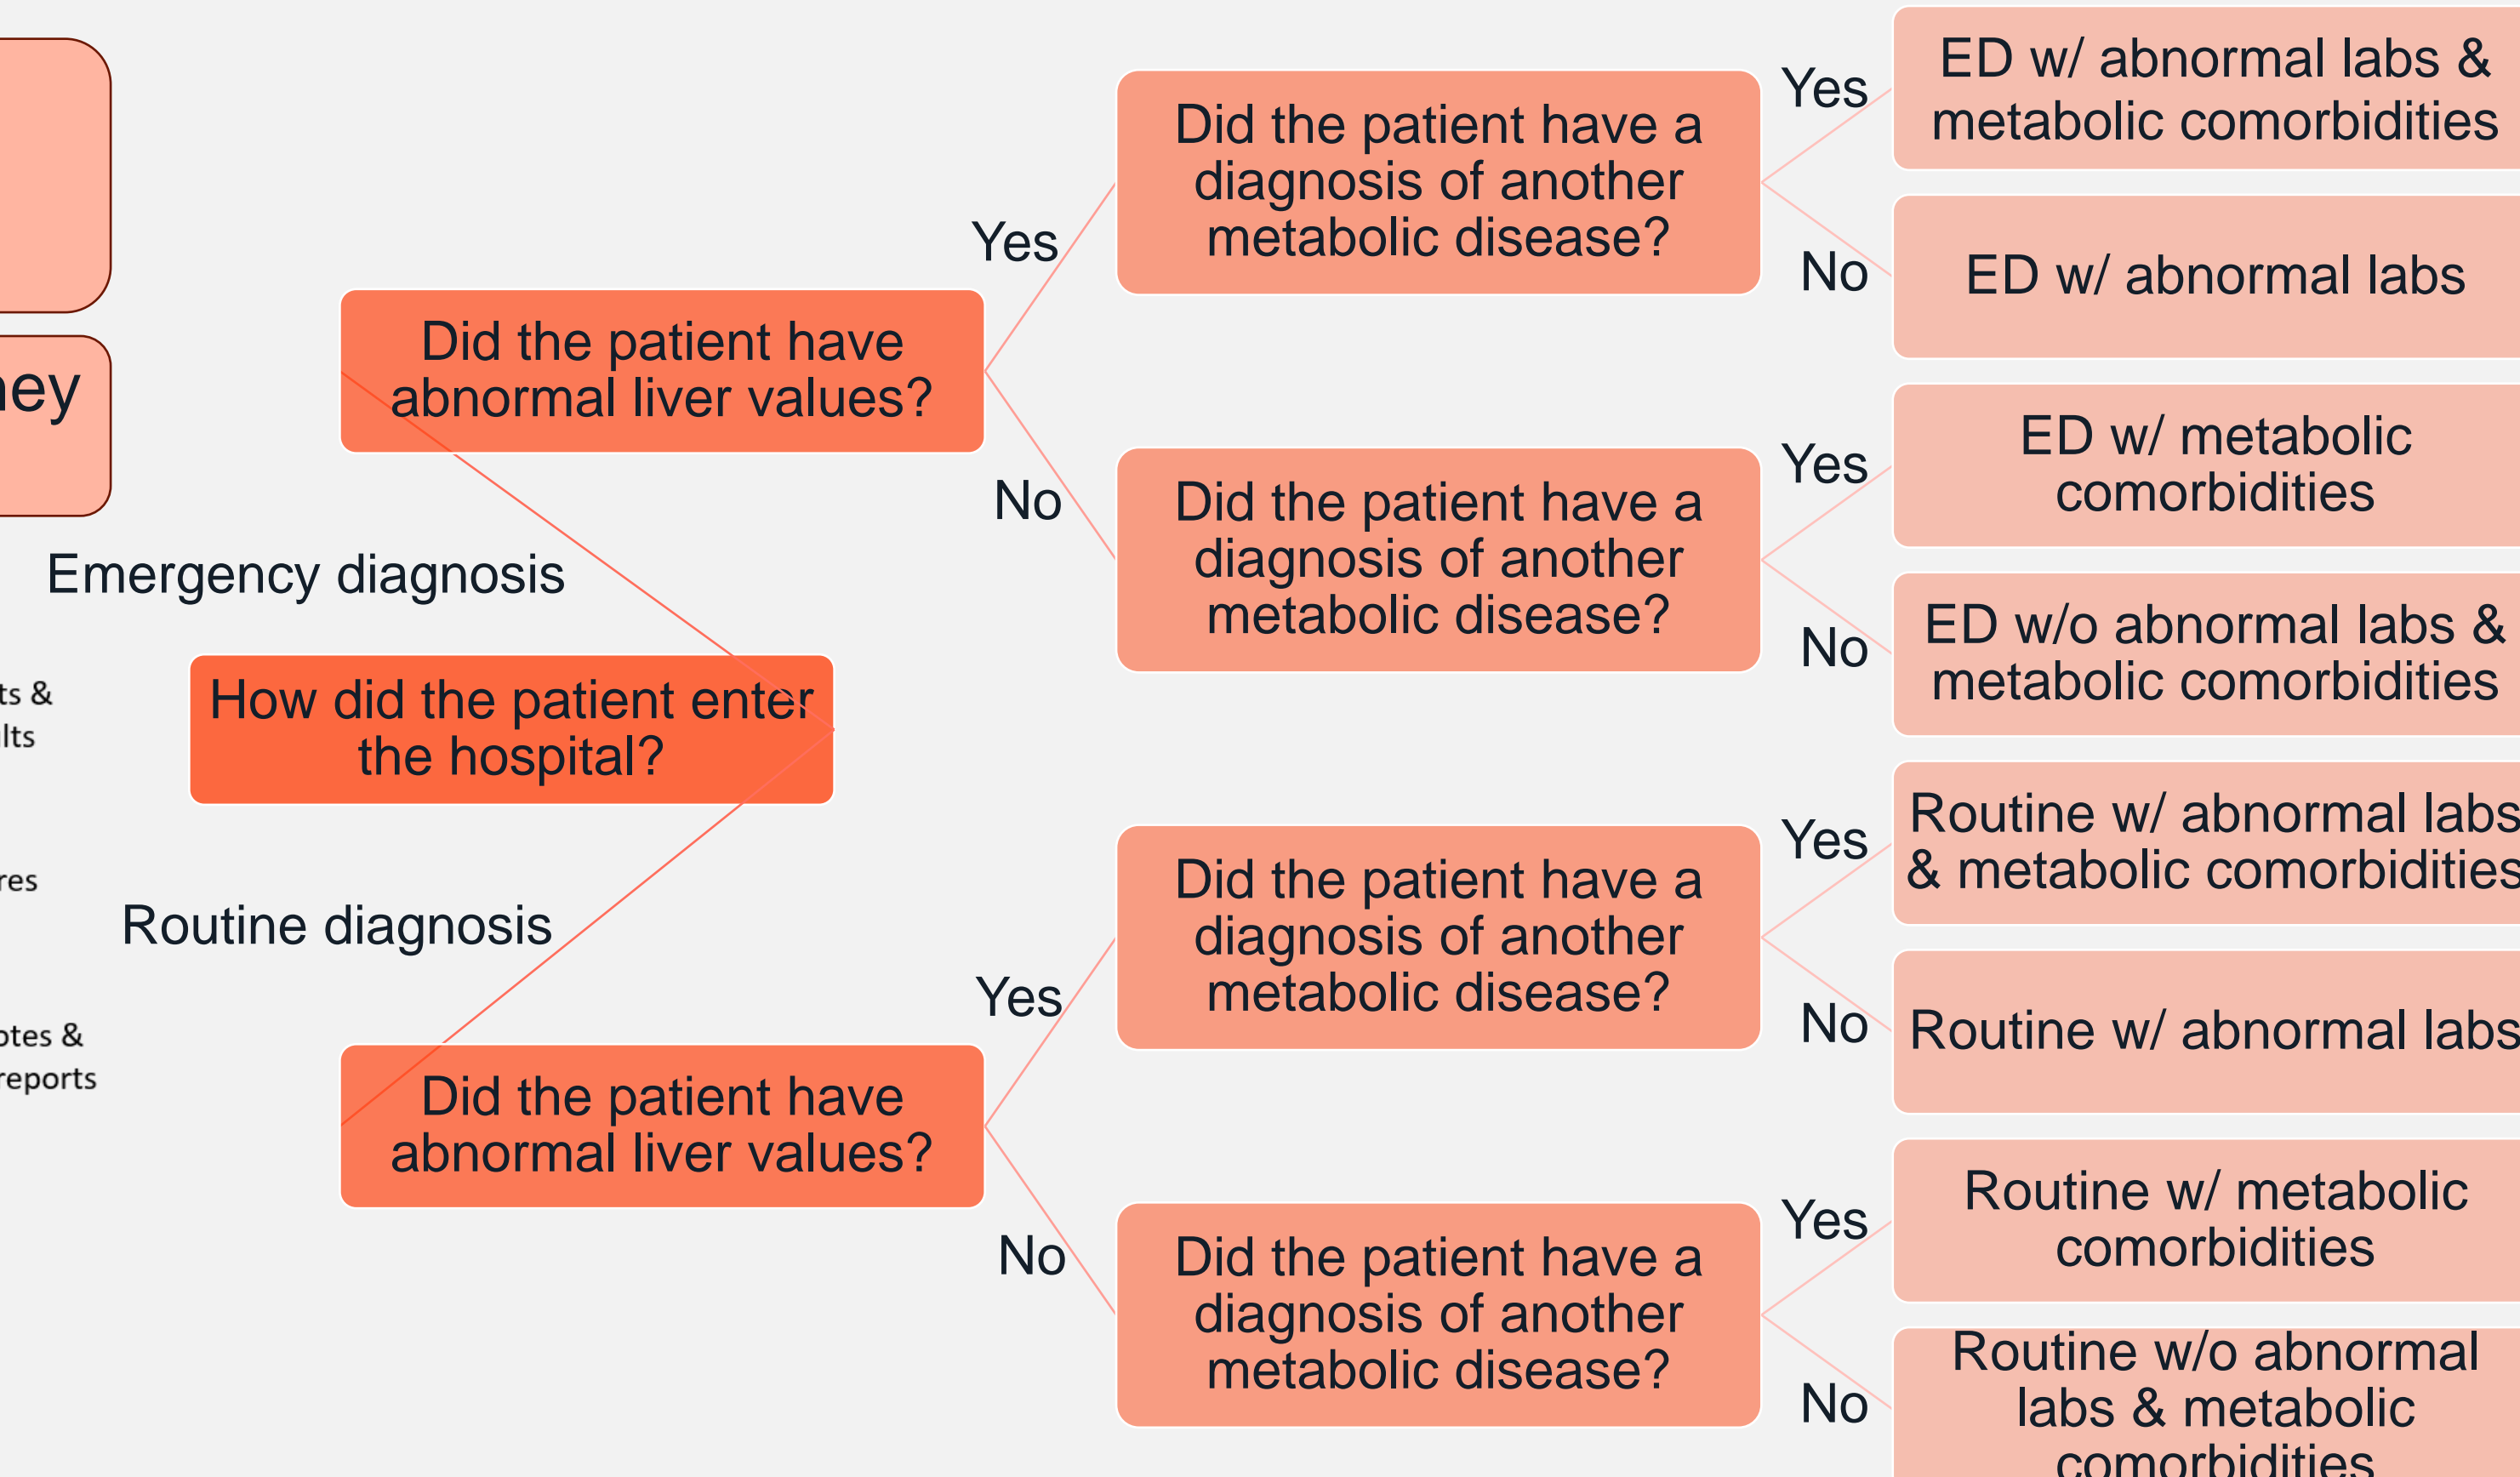 ED w/ abnormal labs &
metabolic comorbidities
Yes
Did the patient have a
diagnosis of another
metabolic disease?
Yes
No
ED w/ abnormal labs
Did the patient have
abnormal liver values?
ED w/ metabolic
comorbidities
Yes
No
Did the patient have a
diagnosis of another
metabolic disease?
Emergency diagnosis
ED w/o abnormal labs &
metabolic comorbidities
No
&
How did the patient enter
the hospital?
Routine w/ abnormal labs
& metabolic comorbidities
Yes
Did the patient have a
diagnosis of another
metabolic disease?
Routine diagnosis
Yes
No
Routine w/ abnormal labs
&
reports
Did the patient have
abnormal liver values?
Routine w/ metabolic
comorbidities
Yes
No
Did the patient have a
diagnosis of another
metabolic disease?
Routine w/o abnormal
labs & metabolic
comorbidities
No